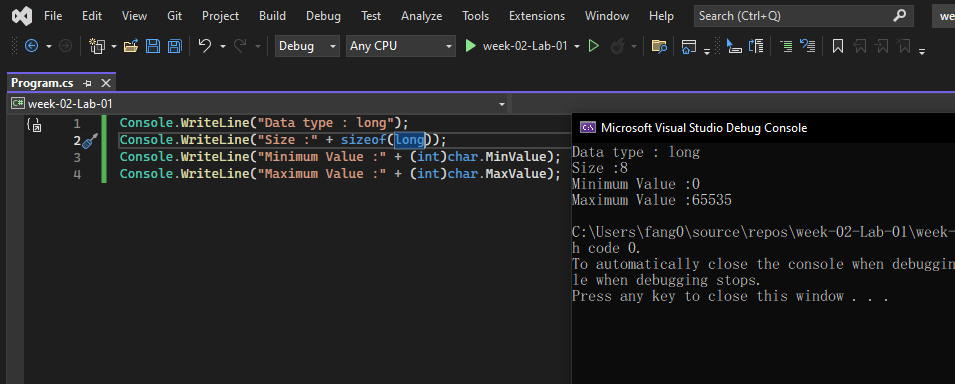 File Edit View Git Project Build Debug Test Analyze Tools Extensions Window Help Search (Ctrl+Q) we
Debug Any CPU week-02-Lab-01
Program.cs
C# week-02-Lab-01
1 Console.WriteLine("Data type : long");
2 Console.WriteLine("Size :" + sizeof(long));
3 Console.WriteLine("Minimum Value :" + (int)char.MinValue);
4 Console.WriteLine("Maximum Value :" + (int)char.MaxValue);
Microsoft Visual Studio Debug Console
Data type : long
Size :8
Minimum Value :0
Maximum Value :65535
C:\Users\fang0\source\repos\week-02-Lab-01\week-
h code 0.
To automatically close the console when debuggin
le when debugging stops.
Press any key to close this window . . .